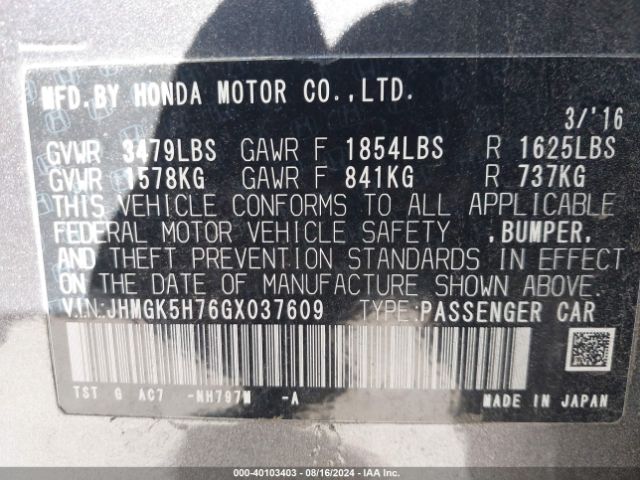 MFD.BY HONDA MOTOR CO.,LTD.
3/'16
GVWR 3479LBS GAWR F 1854LBS R 1625LBS
GVWR 1578KG GAWR F 841KG R 737KG
THIS VEHICLE CONFORMS TO ALL APPLICABLE
FEDERAL MOTOR VEHICLE SAFETY ,BUMPER,
AND THEFT PREVENTION STANDARDS IN EFFECT
ON THE DATE OF MANUFACTURE SHOWN ABOVE.
VIN:JHMGK5H76GX037609 TYPE:PASSENGER CAR
TST G AC7 -NH797M -A MADE IN JAPAN
000-40103403 - 08/16/2024 - IAA Inc.